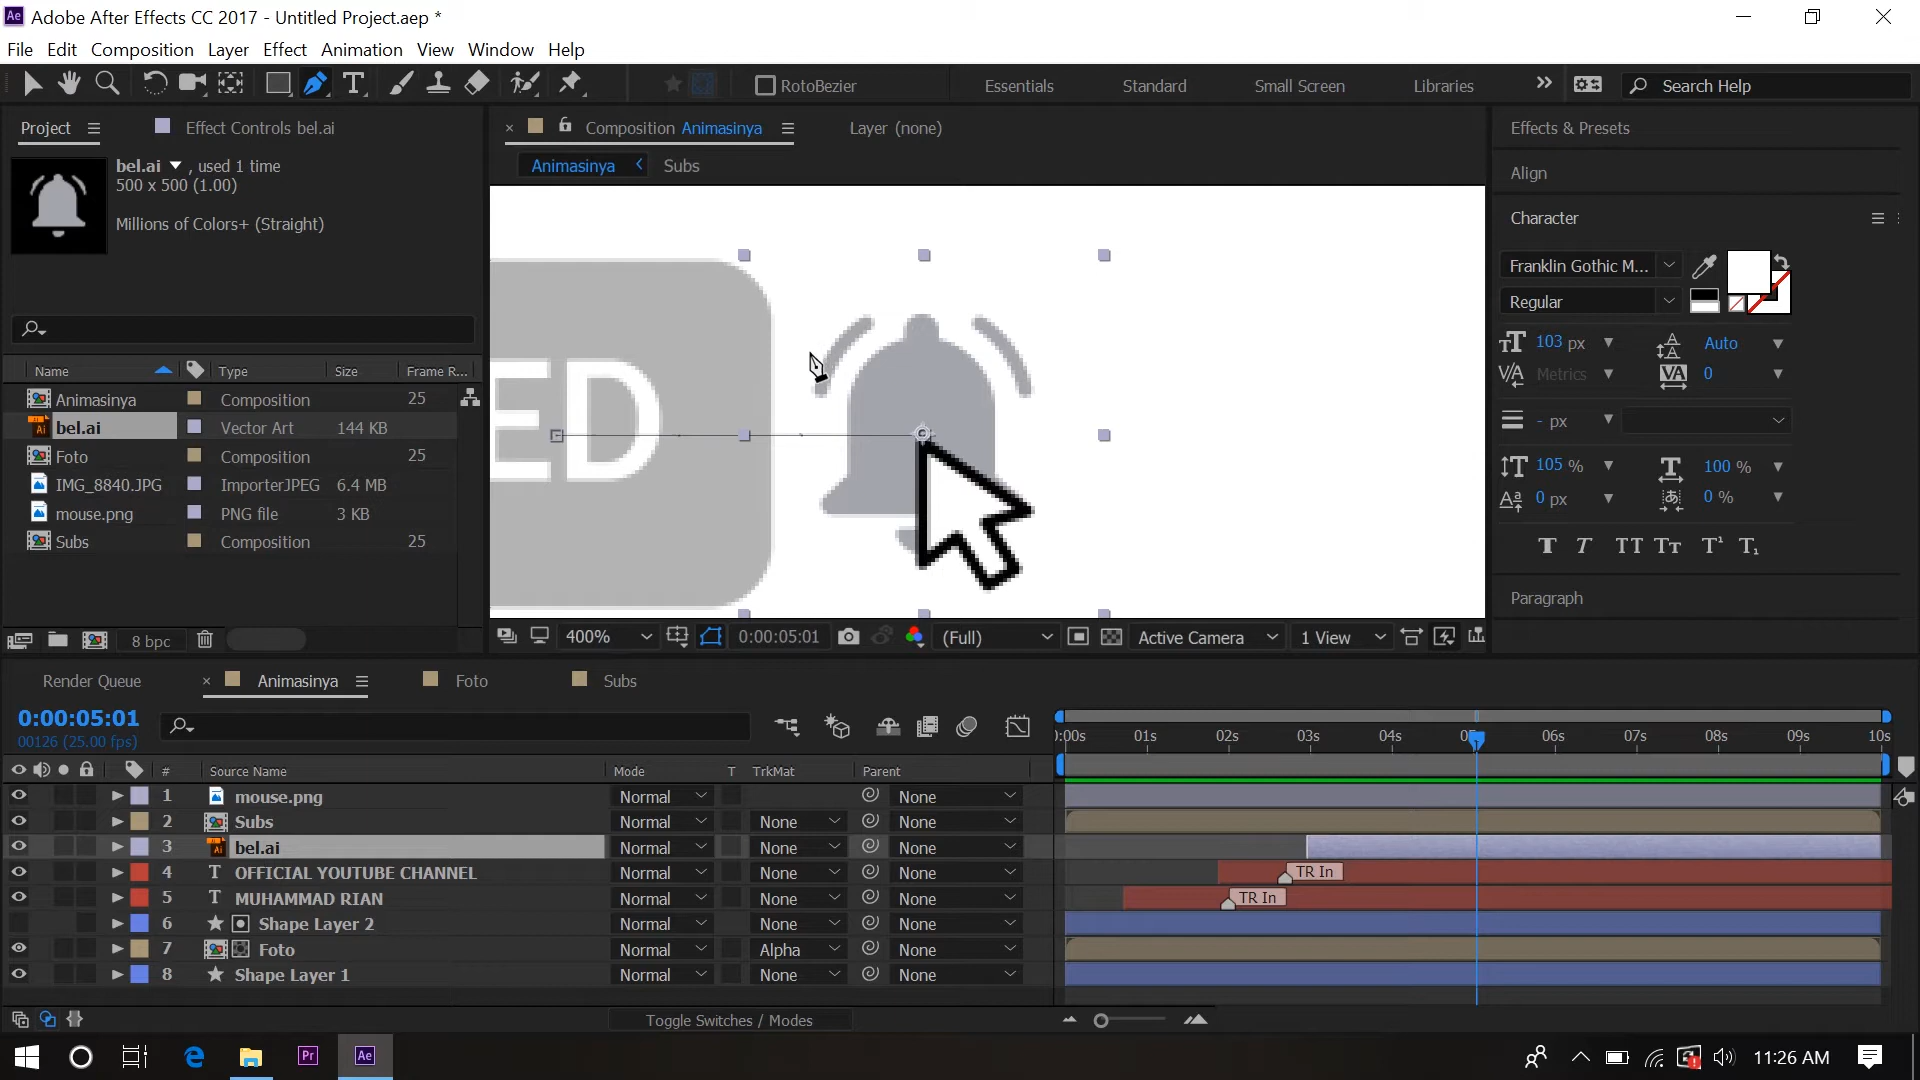 Ae Adobe After Effects CC 2017 - Untitled Project.aep *
File Edit Composition Layer Effect Animation View Window Help
RotoBezier Essentials Standard Small Screen Libraries » Search Help
Project Effect Controls bel.ai
bel.ai , used 1 time
500 x 500 (1.00)
Millions of Colors+ (Straight)
Name Type Size Frame R...
Animasinya Composition 25
Ai bel.ai Vector Art 144 KB
Foto Composition 25
IMG_8840.JPG ImporterJPEG 6.4 MB
mouse.png PNG file 3 KB
Subs Composition 25
8 bpc
× Composition Animasinya Layer (none)
Animasinya Subs
ED
400% 0:00:05:01 (Full) Active Camera 1 View
Effects & Presets
Align
Character
Franklin Gothic M...
Regular
103 px Auto
Metrics 0
- px
105 % 100 %
0 px 0 %
T T TT Tт T¹ T₁
Paragraph
Render Queue × Animasinya Foto Subs
0:00:05:01
00126 (25.00 fps)
):00s 01s 02s 03s 04s 06s 07s 08s 09s 10s
# Source Name Mode T TrkMat Parent
1 mouse.png Normal None
2 Subs Normal None None
3 Ai bel.ai Normal None None
4 T OFFICIAL YOUTUBE CHANNEL Normal None None TR In
5 T MUHAMMAD RIAN Normal None None TR In
6 Shape Layer 2 Normal None None
7 Foto Normal Alpha None
8 Shape Layer 1 Normal None None
Toggle Switches / Modes
Pr Ae 11:26 AM